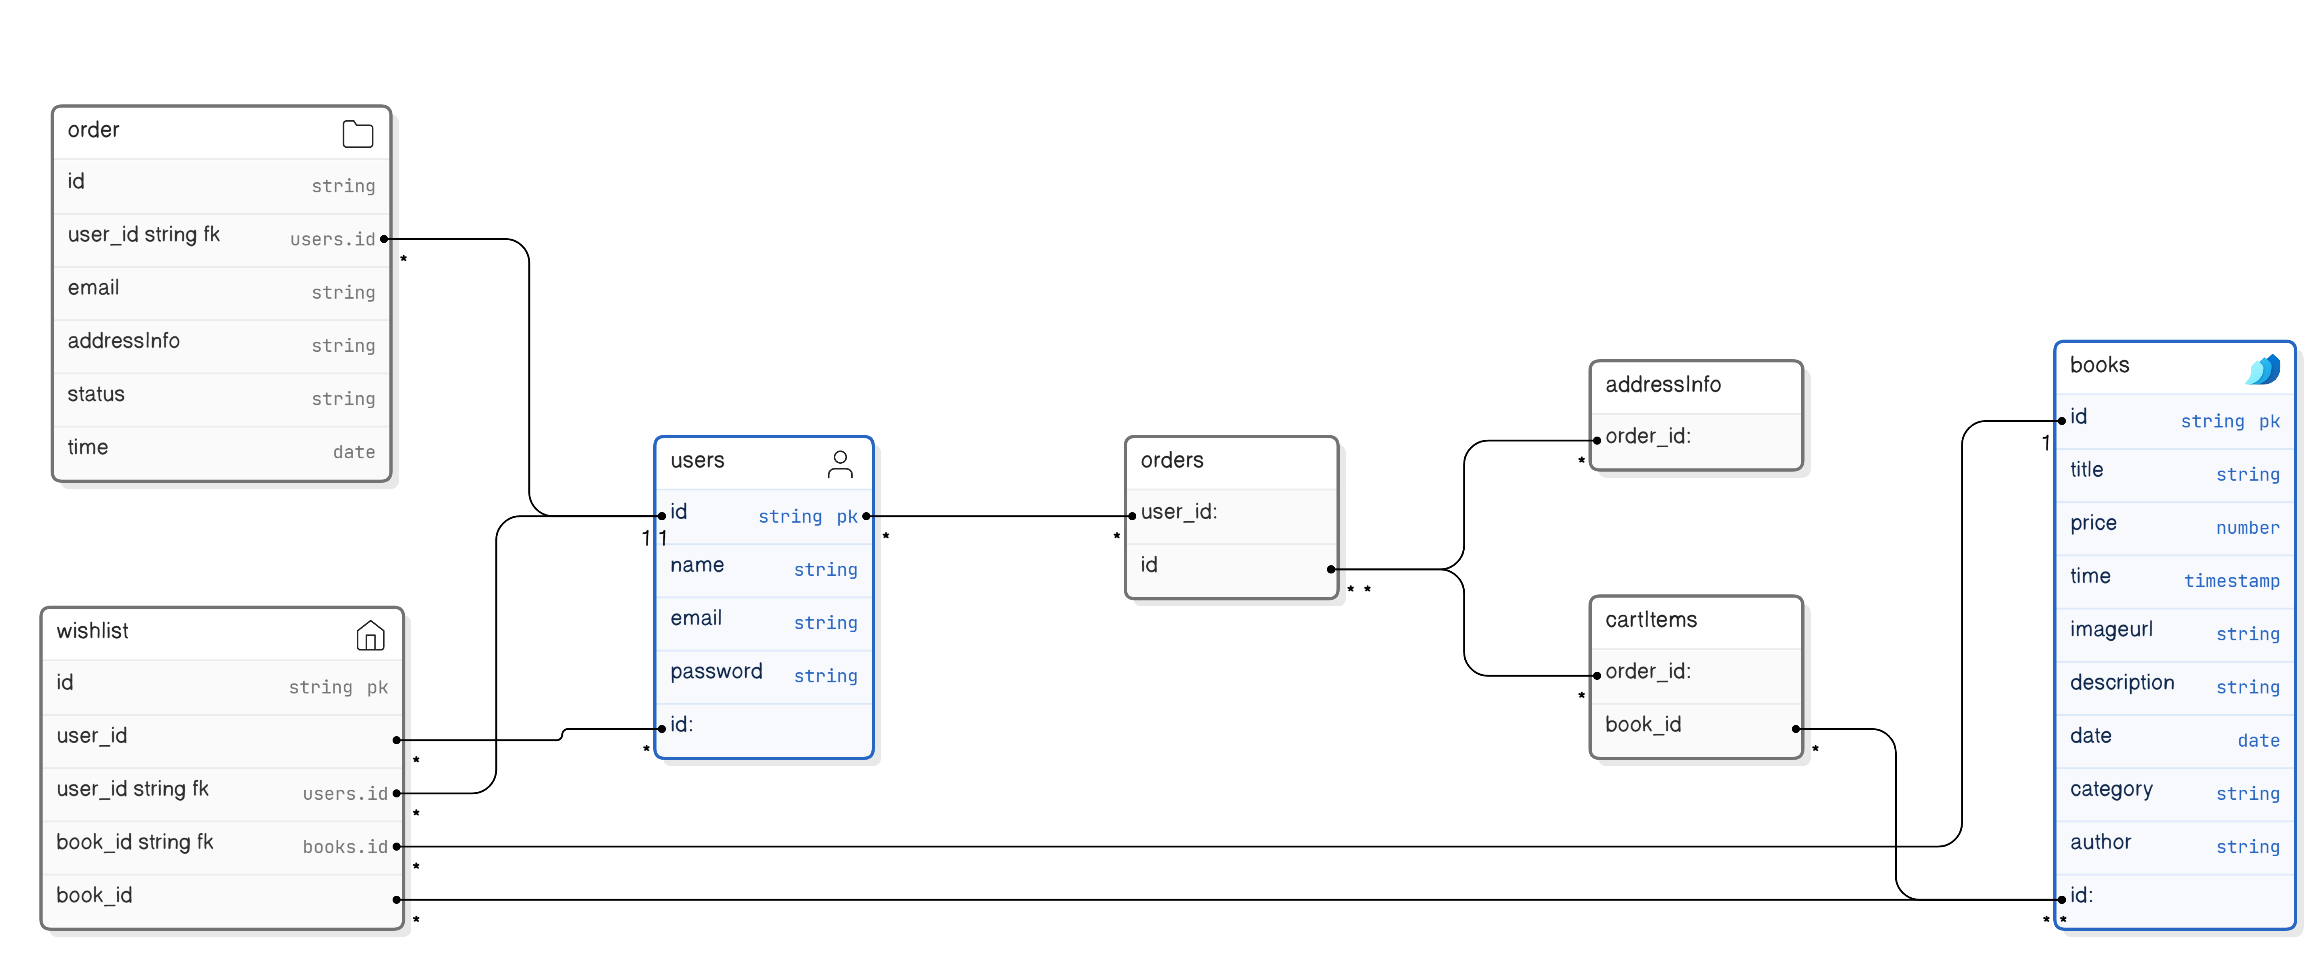 order
id string
user_id string fk users.id
*
email string
addressInfo string
status string
time date
wishlist
id string pk
user_id
*
user_id string fk users.id
*
book_id string fk books.id
*
book_id
*
users
id string pk
1 1
*
name string
email string
password string
id:
*
orders
user_id:
*
id
* *
addressInfo
order_id:
*
cartItems
order_id:
*
book_id
*
books
id string pk
1
title string
price number
time timestamp
imageurl string
description string
date date
category string
author string
id:
* *